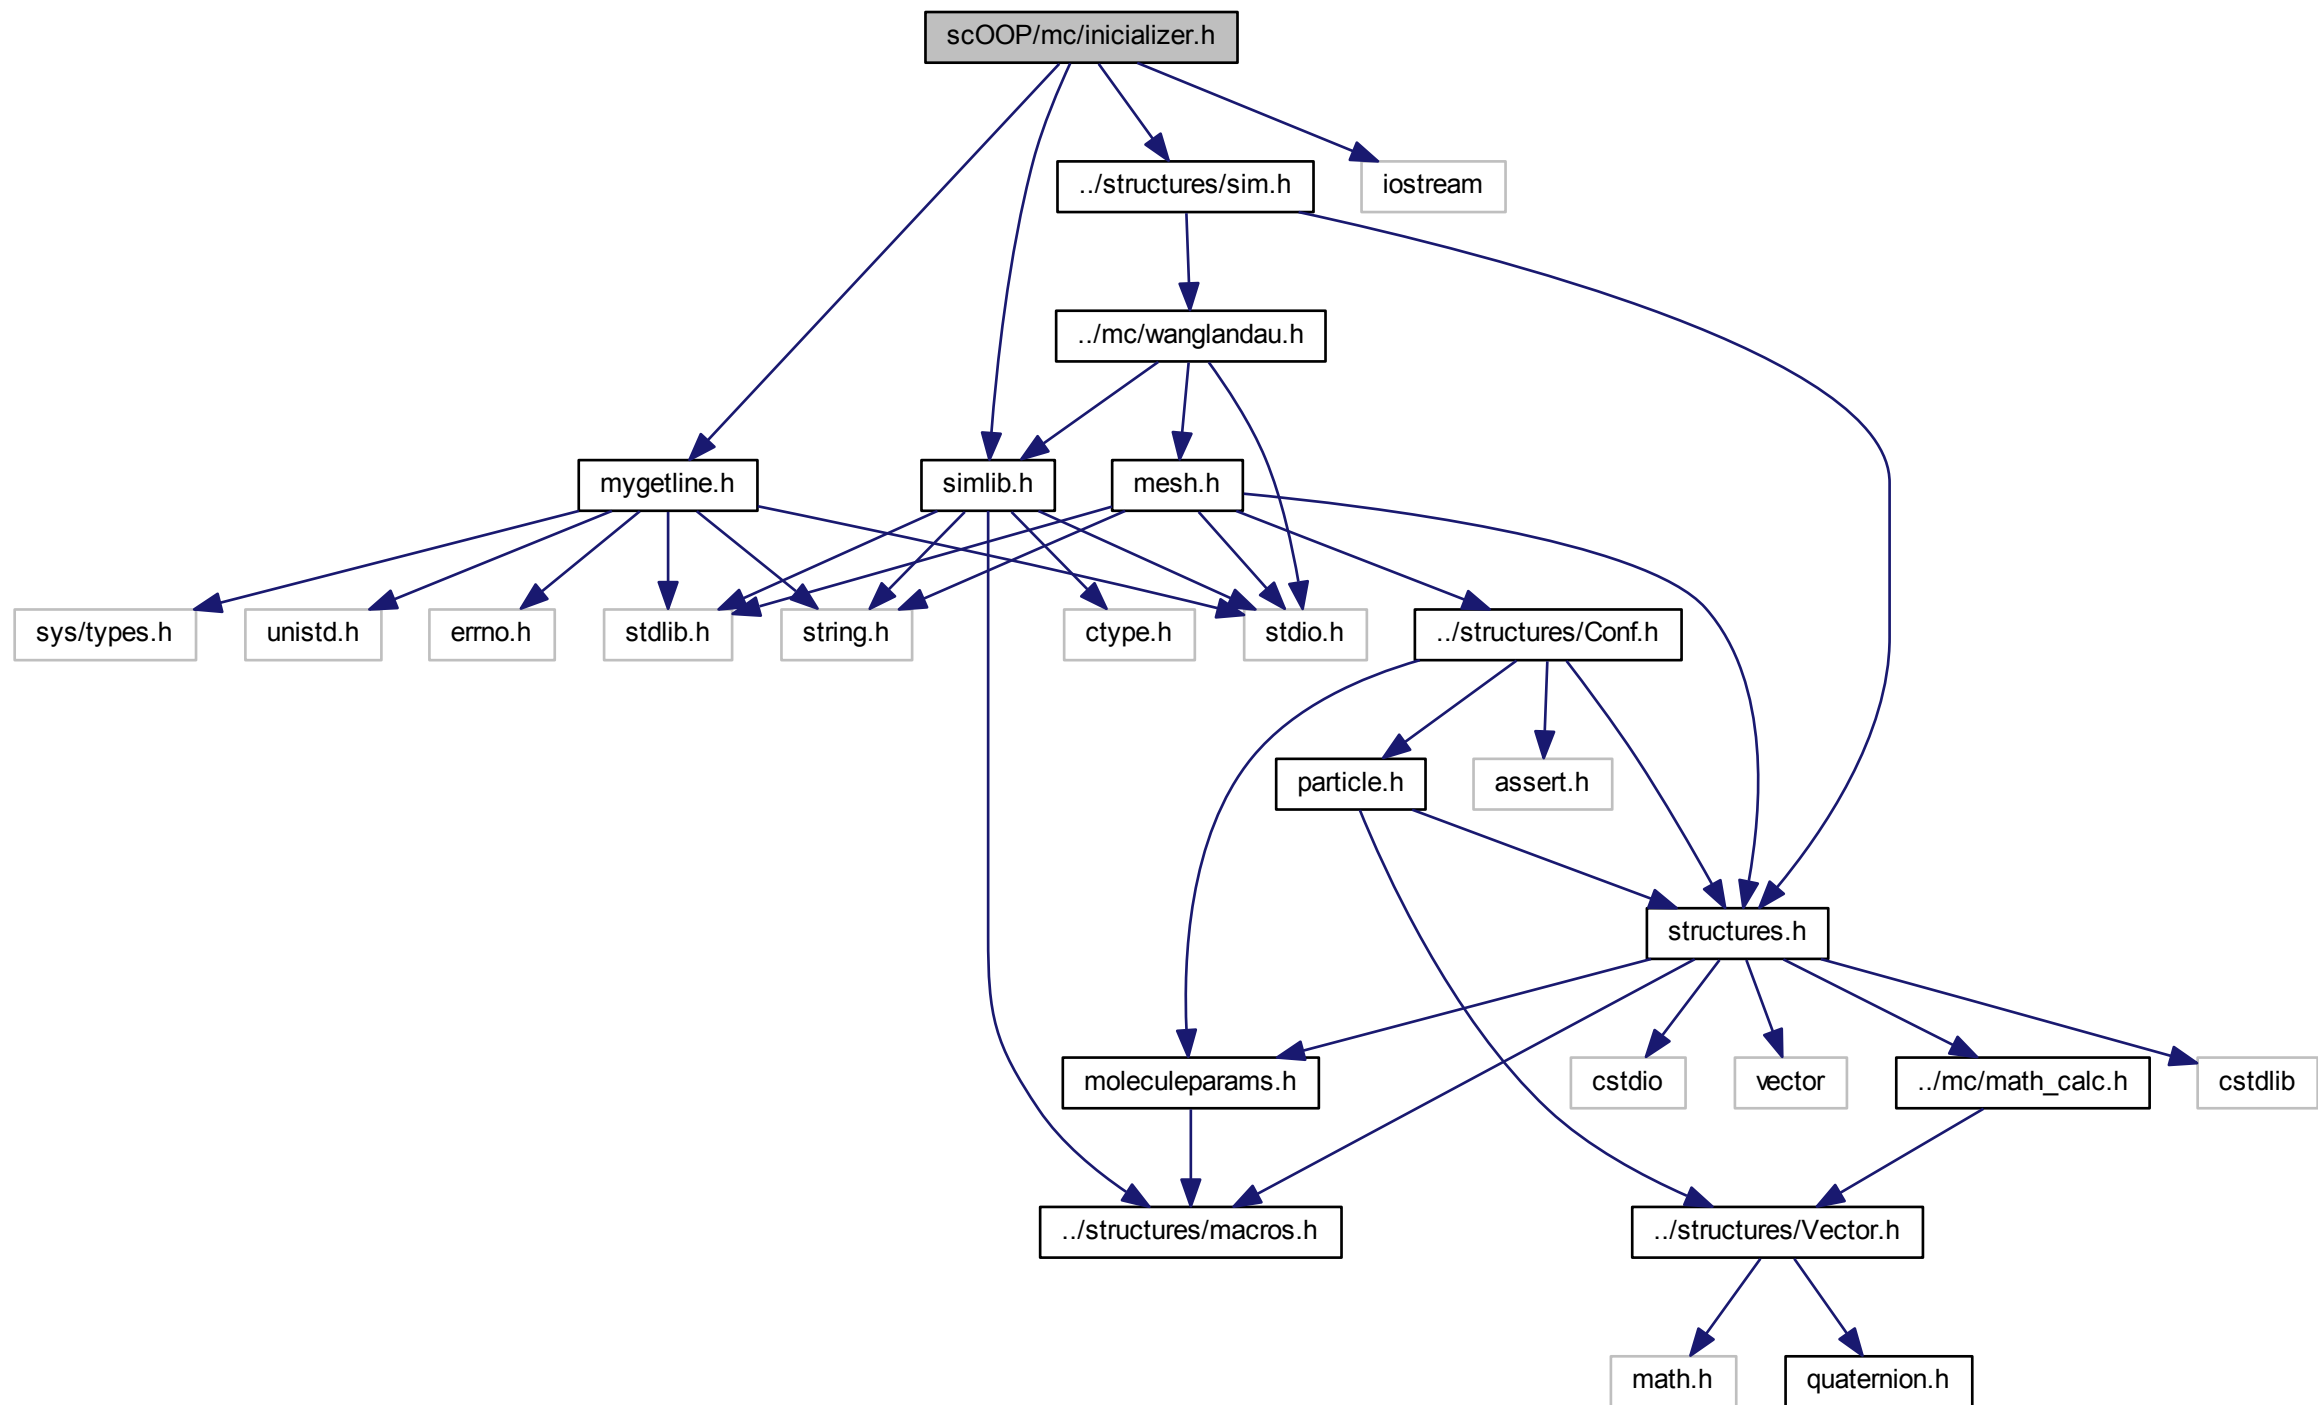 scOOP/mc/inicializer.h
../structures/sim.h
iostream
../mc/wanglandau.h
mygetline.h
simlib.h
mesh.h
sys/types.h
unistd.h
errno.h
stdlib.h
string.h
ctype.h
stdio.h
../structures/Conf.h
particle.h
assert.h
structures.h
moleculeparams.h
cstdio
vector
../mc/math_calc.h
cstdlib
../structures/macros.h
../structures/Vector.h
math.h
quaternion.h